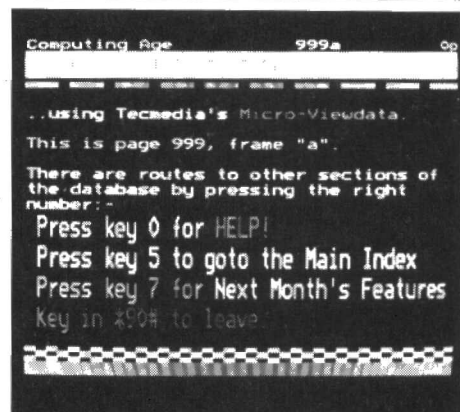 Computing Age 999a 0p
..using Tecmedia's Micro-Viewdata.
This is page 999, frame "a".
There are routes to other sections of
the database by pressing the right
number:-
Press key 0 for HELP!
Press key 5 to goto the Main Index
Press key 7 for Next Month's Features
Key in *90# to leave.